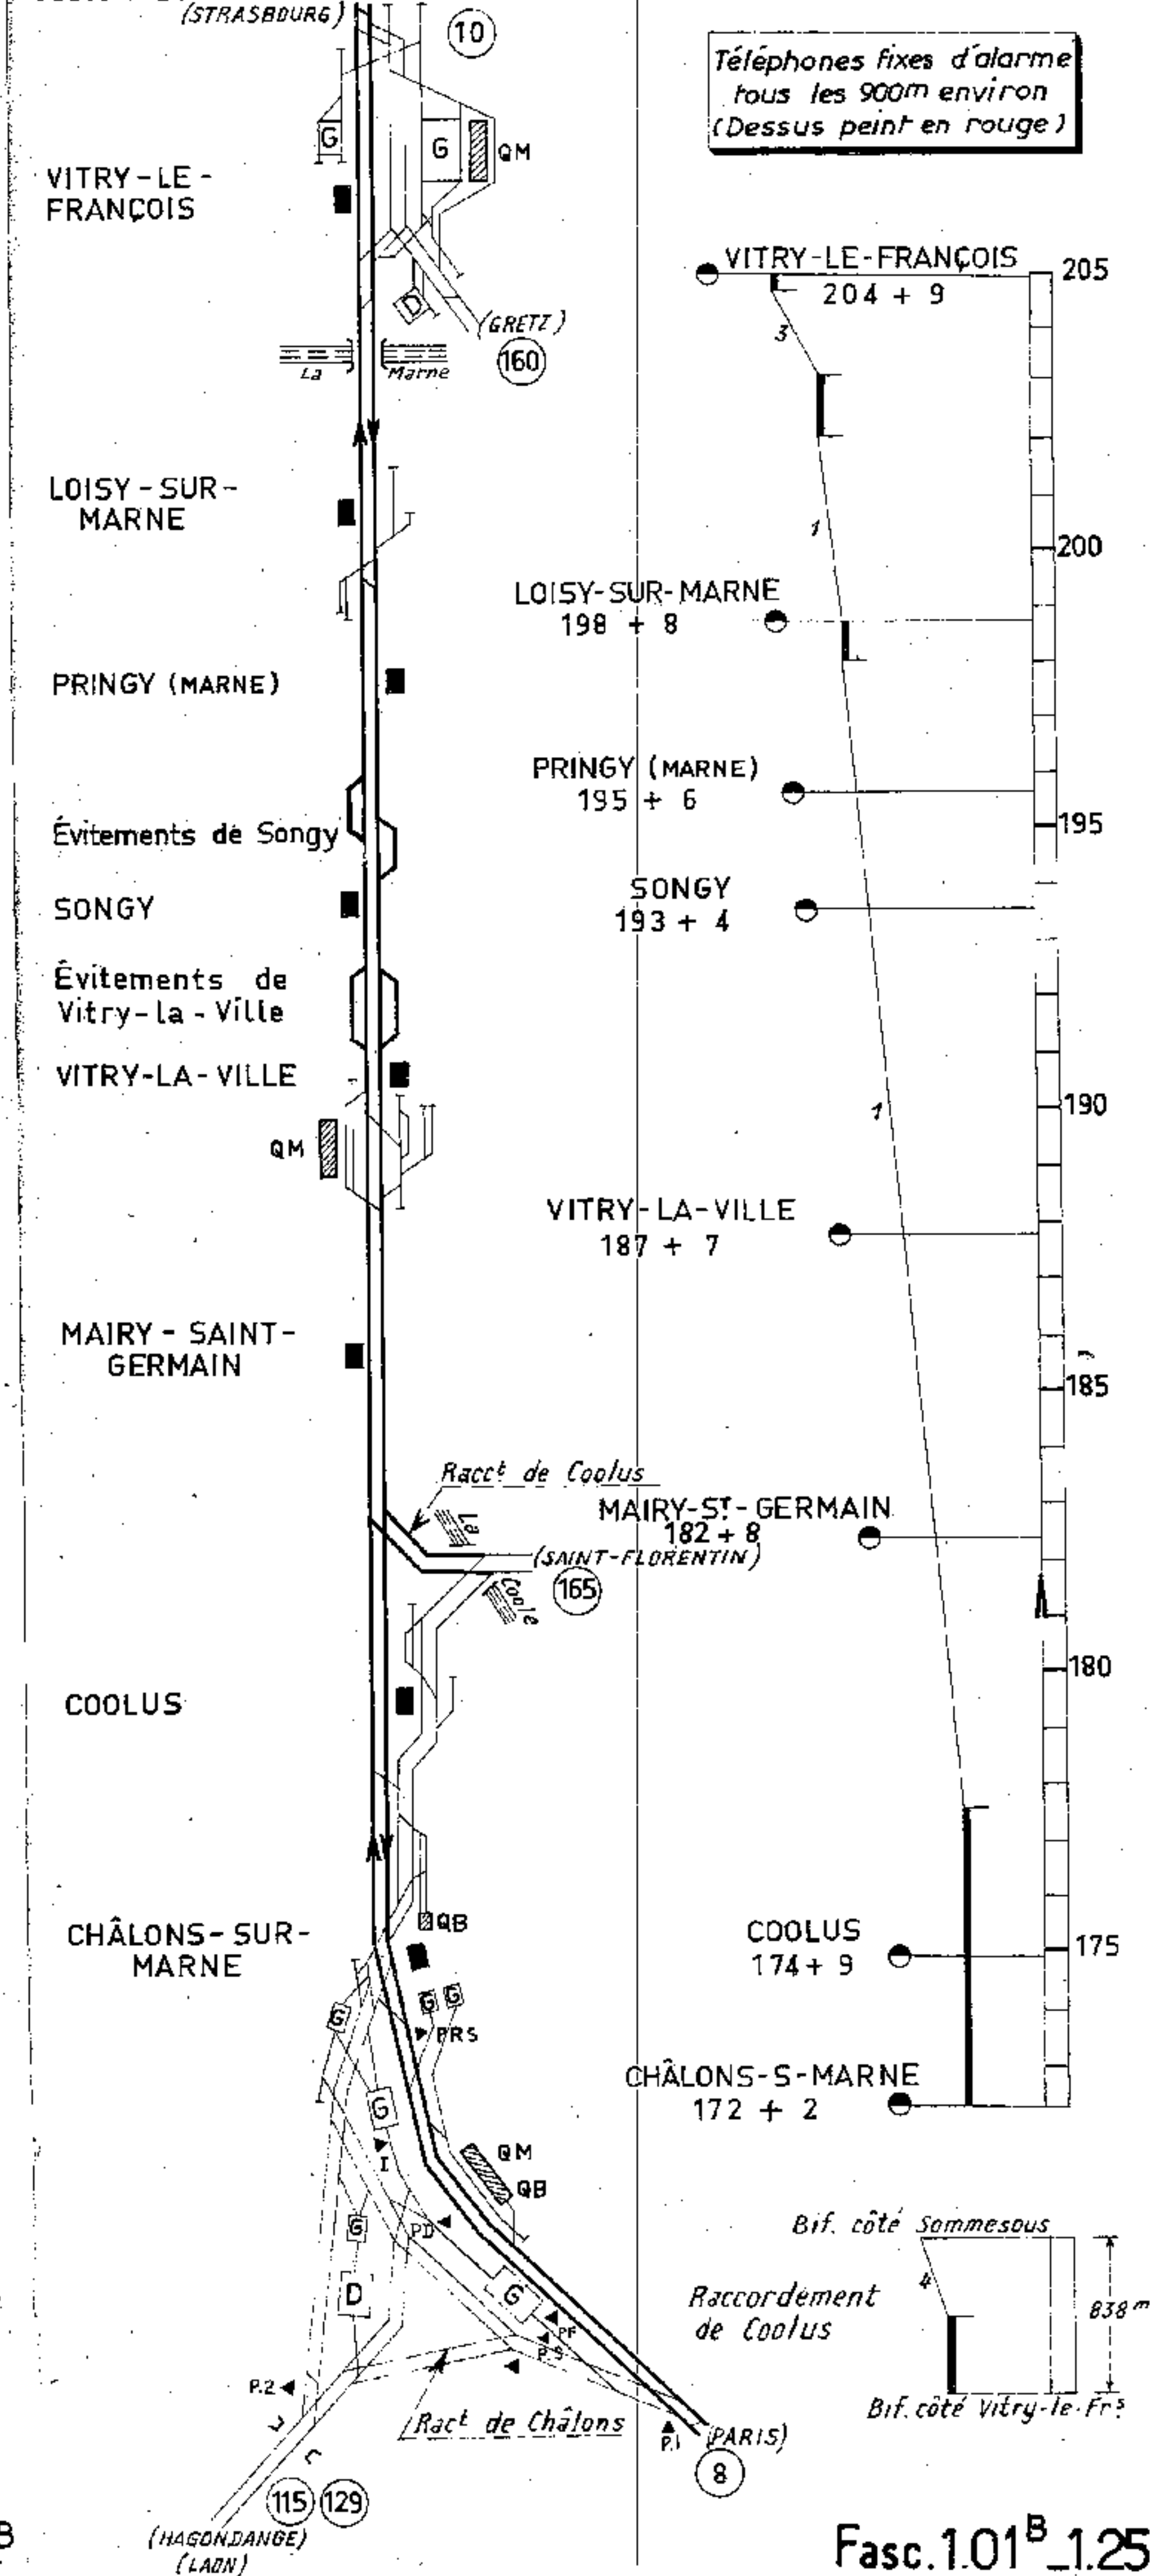 (STRASBOURG)
10
Téléphones fixes d'alarme
tous les 900m environ
(Dessus peint en rouge)
G
G
QM
VITRY-LE-
FRANÇOIS
D
(GRETZ)
160
La Marne
VITRY-LE-FRANÇOIS
204 + 9
205
3
LOISY-SUR-
MARNE
1
200
LOISY-SUR-MARNE
198 + 8
PRINGY (MARNE)
PRINGY (MARNE)
195 + 6
195
Évitements de Songy
SONGY
SONGY
193 + 4
Évitements de
Vitry-la-Ville
VITRY-LA-VILLE
QM
1
190
VITRY-LA-VILLE
187 + 7
MAIRY-SAINT-
GERMAIN
185
Racct de Coolus
La
MAIRY-ST-GERMAIN
182 + 8
(SAINT-FLORENTIN)
165
Coole
180
COOLUS
QB
CHÂLONS-SUR-
MARNE
COOLUS
174 + 9
175
G
G G
PRS
G
I
CHÂLONS-S-MARNE
172 + 2
QM
QB
G
PD
D
G
PF
P.S
P.2
Ract de Châlons
P.1
(PARIS)
8
Bif. côté Sommesous
4
Raccordement
de Coolus
838m
Bif. côté Vitry-le-Frs
115 129
(HAGONDANGE)
(LAON)
B
Fasc. 1.01B_1.25